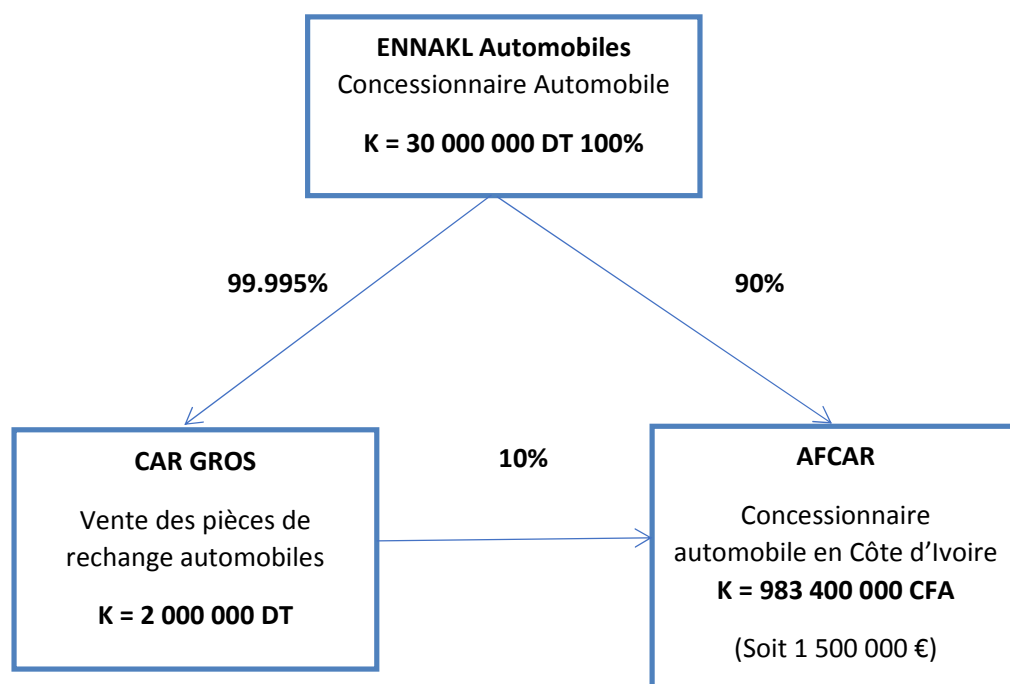 ENNAKL Automobiles
Concessionnaire Automobile
K = 30 000 000 DT 100%
99.995%
90%
CAR GROS
Vente des pièces de
rechange automobiles
K = 2 000 000 DT
10%
AFCAR
Concessionnaire
automobile en Côte d'Ivoire
K = 983 400 000 CFA
(Soit 1 500 000 €)